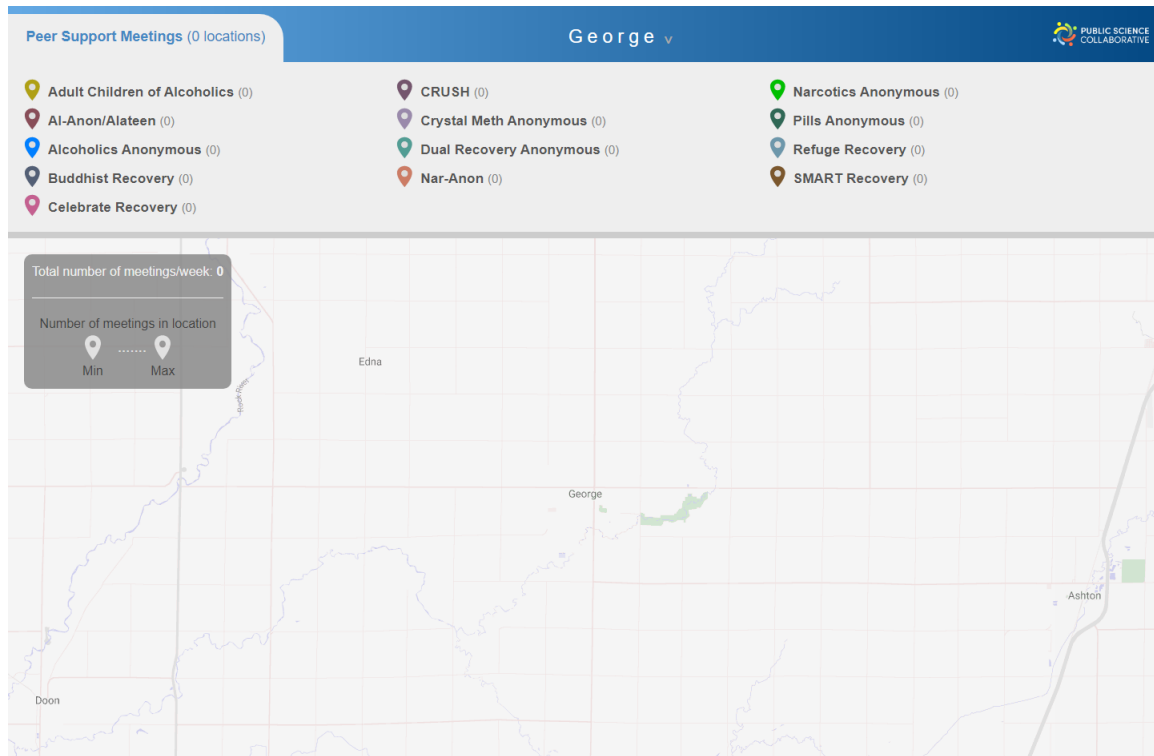 Peer Support Meetings (0 locations)
George v
PUBLIC SCIENCE
COLLABORATIVE
Adult Children of Alcoholics (0)
Al-Anon/Alateen (0)
Alcoholics Anonymous (0)
Buddhist Recovery (0)
Celebrate Recovery (0)
CRUSH (0)
Crystal Meth Anonymous (0)
Dual Recovery Anonymous (0)
Nar-Anon (0)
Narcotics Anonymous (0)
Pills Anonymous (0)
Refuge Recovery (0)
SMART Recovery (0)
Total number of meetings/week: 0
Number of meetings in location
.......
Min Max
Edna
Rock River
George
Ashton
Doon